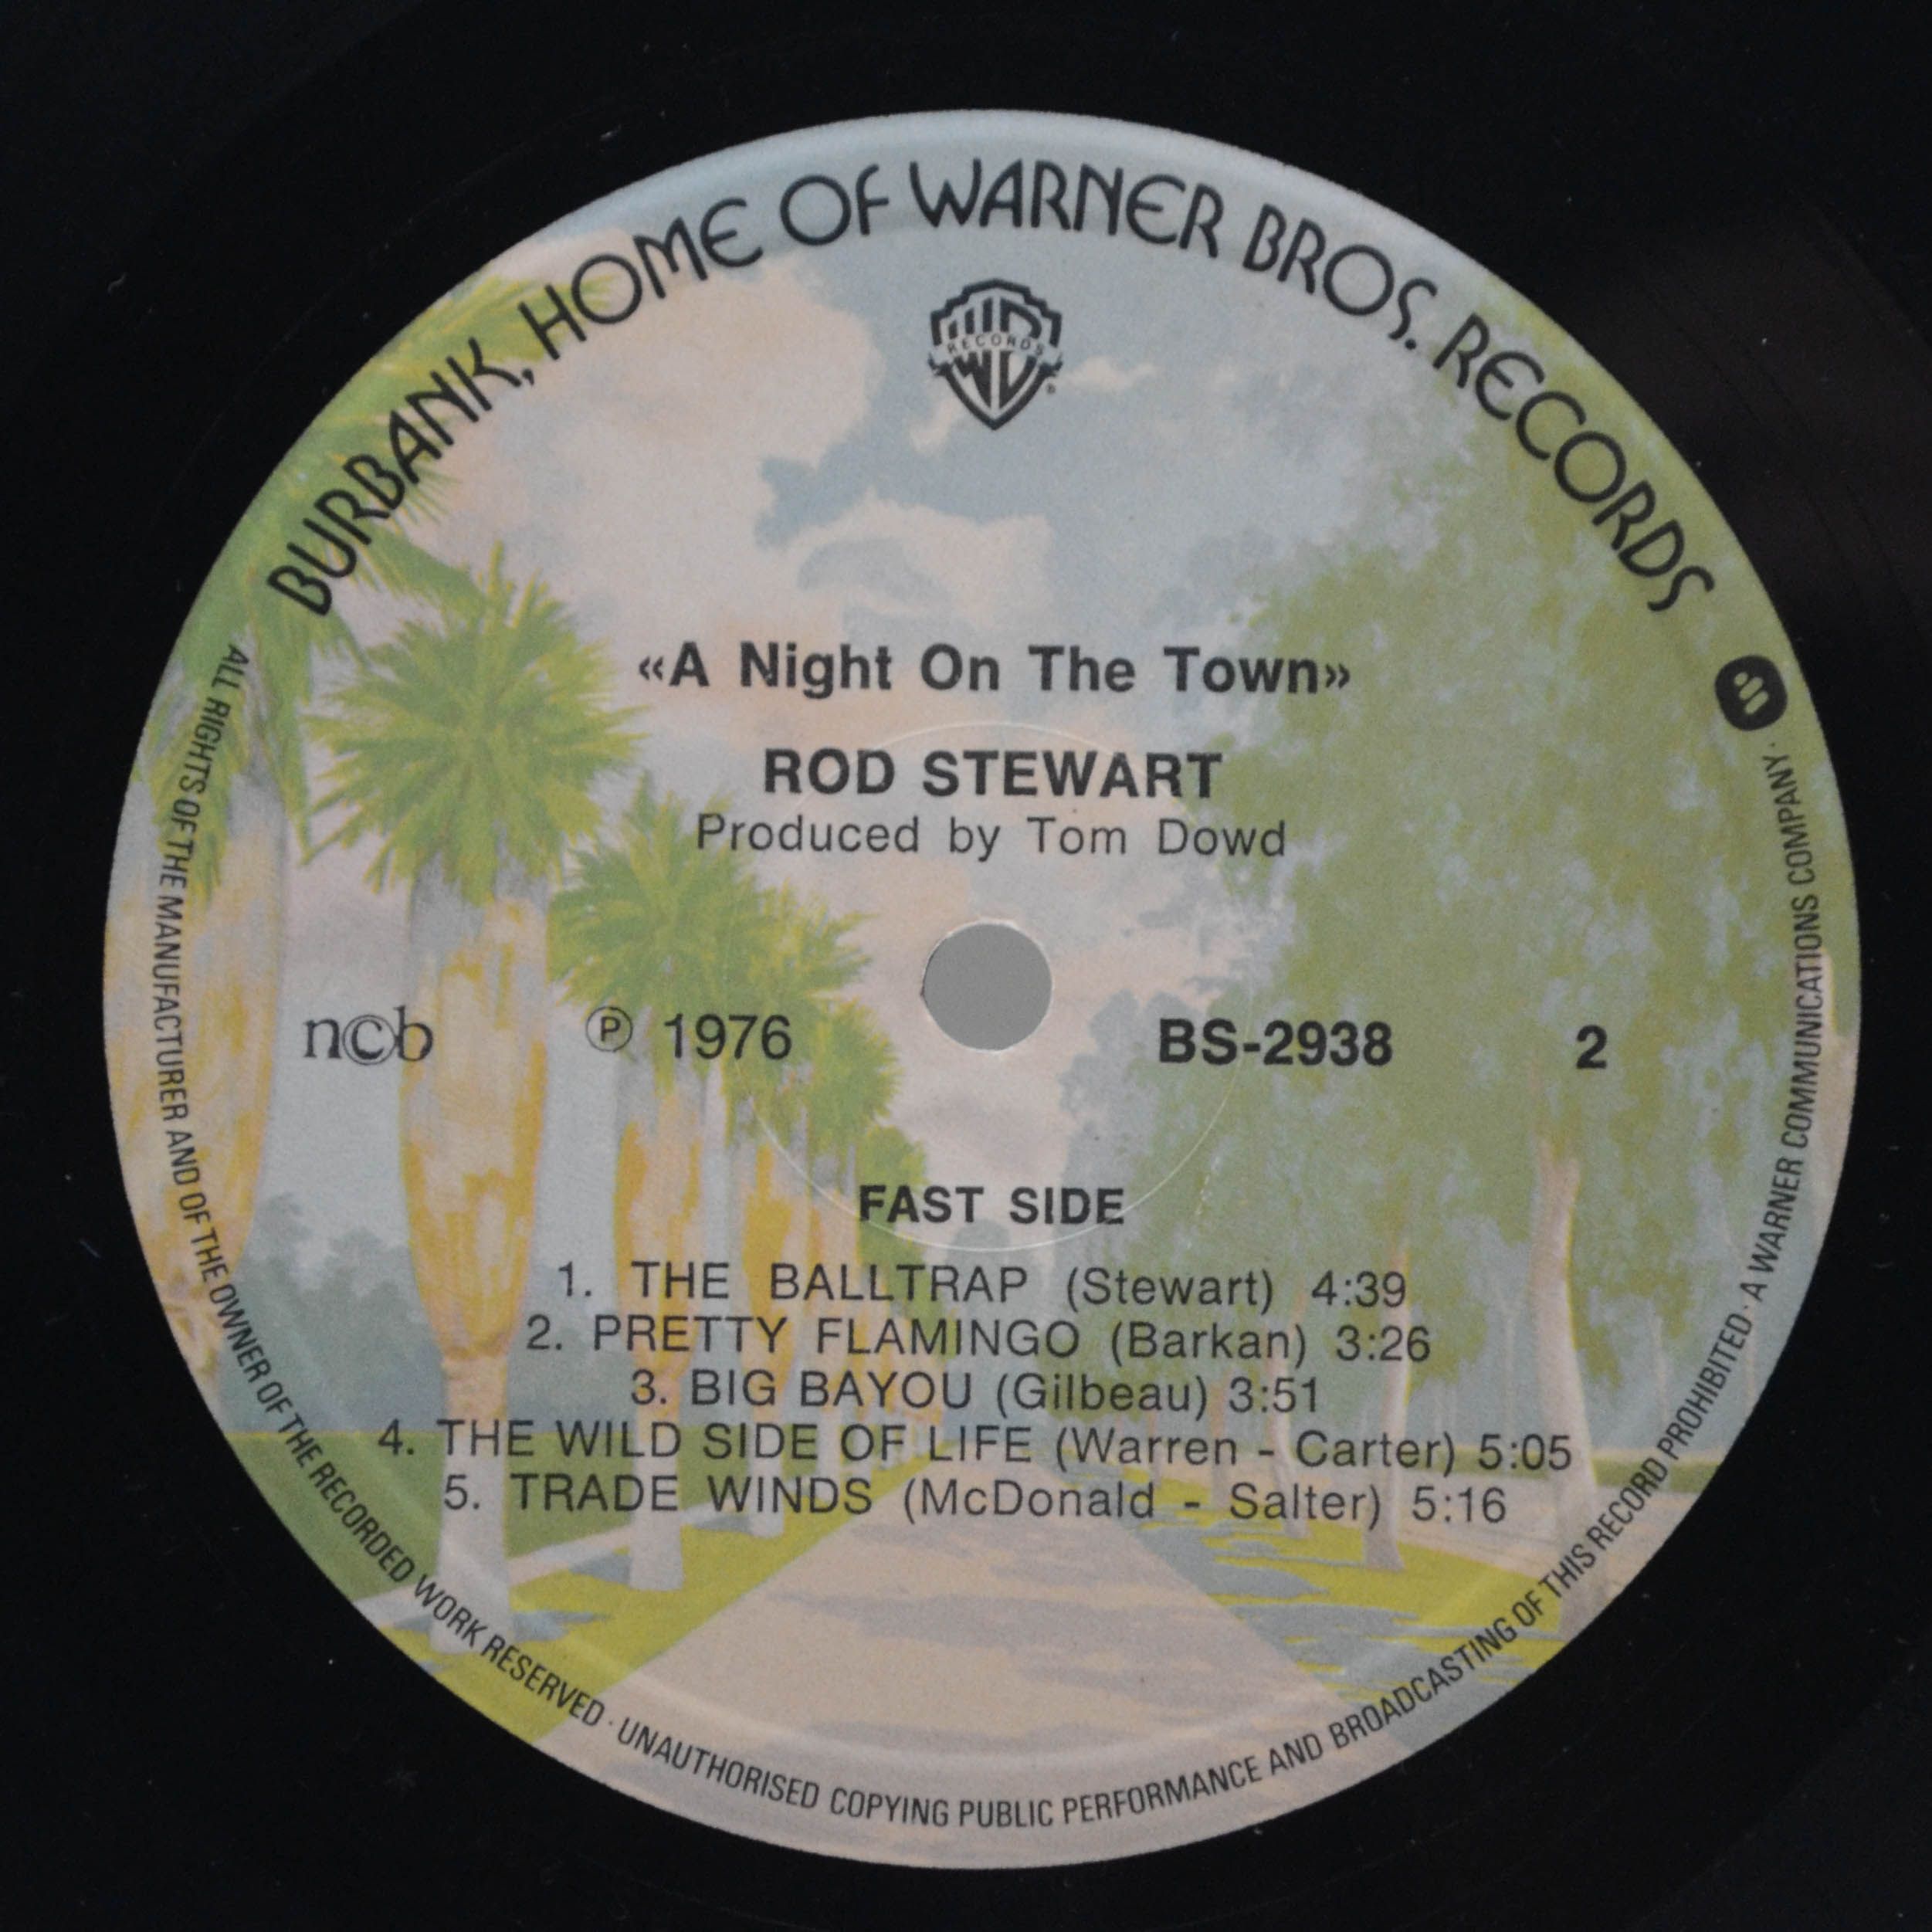 BURBANK, HOME OF WARNER BROS. RECORDS
RECORDS
«A Night On The Town»
ROD STEWART
Produced by Tom Dowd
ncb ℗ 1976 BS-2938 2
FAST SIDE
1. THE BALLTRAP (Stewart) 4:39
2. PRETTY FLAMINGO (Barkan) 3:26
3. BIG BAYOU (Gilbeau) 3:51
4. THE WILD SIDE OF LIFE (Warren - Carter) 5:05
5. TRADE WINDS (McDonald - Salter) 5:16
ALL RIGHTS OF THE MANUFACTURER AND OF THE OWNER OF THE RECORDED WORK RESERVED · UNAUTHORISED COPYING PUBLIC PERFORMANCE AND BROADCASTING OF THIS RECORD PROHIBITED · A WARNER COMMUNICATIONS COMPANY ·